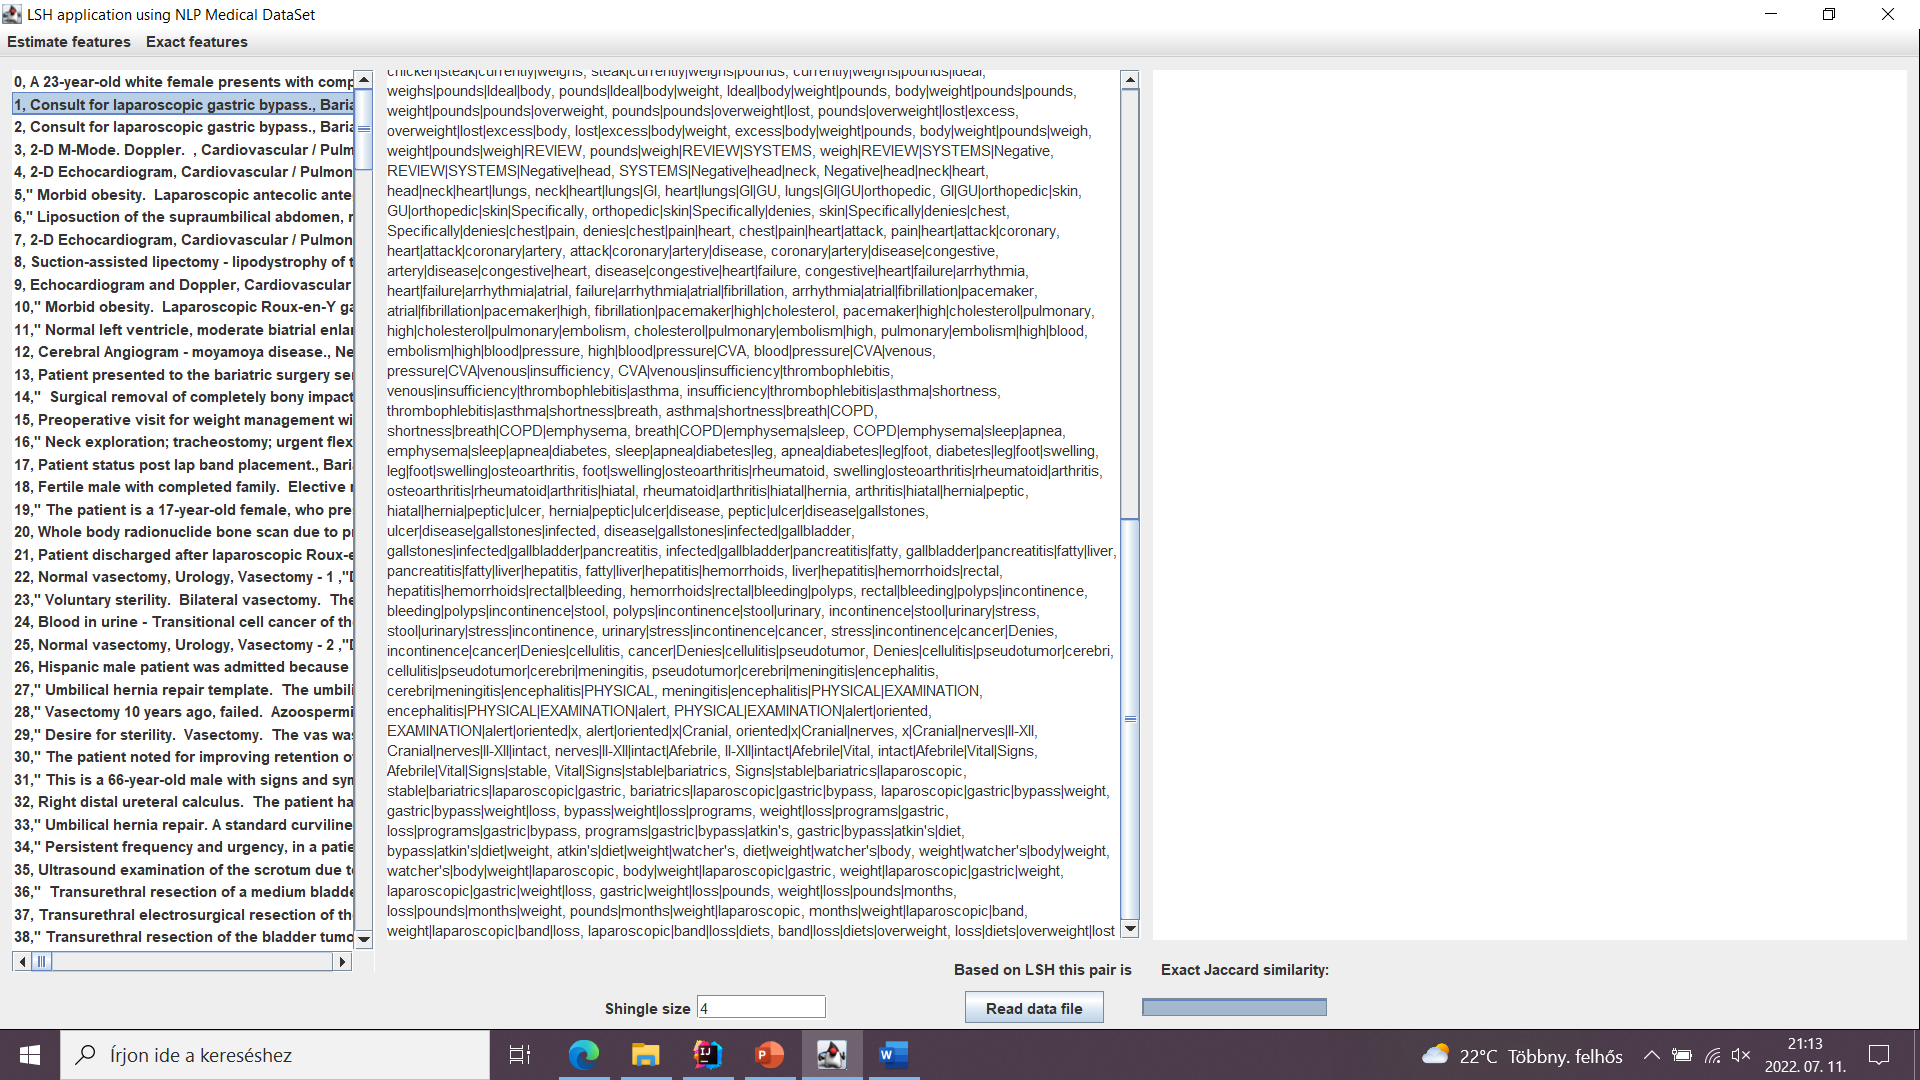 LSH application using NLP Medical DataSet
Estimate features Exact features
0, A 23-year-old white female presents with comp
1, Consult for laparoscopic gastric bypass., Baria
2, Consult for laparoscopic gastric bypass., Baria
3, 2-D M-Mode. Doppler. , Cardiovascular / Pulm
4, 2-D Echocardiogram, Cardiovascular / Pulmon
5," Morbid obesity.  Laparoscopic antecolic ante
6," Liposuction of the supraumbilical abdomen, r
7, 2-D Echocardiogram, Cardiovascular / Pulmon
8, Suction-assisted lipectomy - lipodystrophy of t
9, Echocardiogram and Doppler, Cardiovascular
10," Morbid obesity.  Laparoscopic Roux-en-Y ga
11," Normal left ventricle, moderate biatrial enlar
12, Cerebral Angiogram - moyamoya disease., Ne
13, Patient presented to the bariatric surgery se
14,"  Surgical removal of completely bony impact
15, Preoperative visit for weight management wi
16," Neck exploration; tracheostomy; urgent flex
17, Patient status post lap band placement., Bari
18, Fertile male with completed family.  Elective
19," The patient is a 17-year-old female, who pre
20, Whole body radionuclide bone scan due to pr
21, Patient discharged after laparoscopic Roux-e
22, Normal vasectomy, Urology, Vasectomy - 1 ,"D
23," Voluntary sterility.  Bilateral vasectomy.  The
24, Blood in urine - Transitional cell cancer of th
25, Normal vasectomy, Urology, Vasectomy - 2 ,"D
26, Hispanic male patient was admitted because
27," Umbilical hernia repair template.  The umbili
28," Vasectomy 10 years ago, failed.  Azoospermi
29," Desire for sterility.  Vasectomy.  The vas was
30," The patient noted for improving retention of
31," This is a 66-year-old male with signs and sym
32, Right distal ureteral calculus.  The patient ha
33," Umbilical hernia repair. A standard curviline
34," Persistent frequency and urgency, in a patie
35, Ultrasound examination of the scrotum due to
36,"  Transurethral resection of a medium bladde
37, Transurethral electrosurgical resection of th
38," Transurethral resection of the bladder tumo
chicken|steak|currently|weighs, steak|currently|weighs|pounds, currently|weighs|pounds|Ideal,
weighs|pounds|Ideal|body, pounds|Ideal|body|weight, Ideal|body|weight|pounds, body|weight|pounds|pounds,
weight|pounds|pounds|overweight, pounds|pounds|overweight|lost, pounds|overweight|lost|excess,
overweight|lost|excess|body, lost|excess|body|weight, excess|body|weight|pounds, body|weight|pounds|weigh,
weight|pounds|weigh|REVIEW, pounds|weigh|REVIEW|SYSTEMS, weigh|REVIEW|SYSTEMS|Negative,
REVIEW|SYSTEMS|Negative|head, SYSTEMS|Negative|head|neck, Negative|head|neck|heart,
head|neck|heart|lungs, neck|heart|lungs|GI, heart|lungs|GI|GU, lungs|GI|GU|orthopedic, GI|GU|orthopedic|skin,
GU|orthopedic|skin|Specifically, orthopedic|skin|Specifically|denies, skin|Specifically|denies|chest,
Specifically|denies|chest|pain, denies|chest|pain|heart, chest|pain|heart|attack, pain|heart|attack|coronary,
heart|attack|coronary|artery, attack|coronary|artery|disease, coronary|artery|disease|congestive,
artery|disease|congestive|heart, disease|congestive|heart|failure, congestive|heart|failure|arrhythmia,
heart|failure|arrhythmia|atrial, failure|arrhythmia|atrial|fibrillation, arrhythmia|atrial|fibrillation|pacemaker,
atrial|fibrillation|pacemaker|high, fibrillation|pacemaker|high|cholesterol, pacemaker|high|cholesterol|pulmonary,
high|cholesterol|pulmonary|embolism, cholesterol|pulmonary|embolism|high, pulmonary|embolism|high|blood,
embolism|high|blood|pressure, high|blood|pressure|CVA, blood|pressure|CVA|venous,
pressure|CVA|venous|insufficiency, CVA|venous|insufficiency|thrombophlebitis,
venous|insufficiency|thrombophlebitis|asthma, insufficiency|thrombophlebitis|asthma|shortness,
thrombophlebitis|asthma|shortness|breath, asthma|shortness|breath|COPD,
shortness|breath|COPD|emphysema, breath|COPD|emphysema|sleep, COPD|emphysema|sleep|apnea,
emphysema|sleep|apnea|diabetes, sleep|apnea|diabetes|leg, apnea|diabetes|leg|foot, diabetes|leg|foot|swelling,
leg|foot|swelling|osteoarthritis, foot|swelling|osteoarthritis|rheumatoid, swelling|osteoarthritis|rheumatoid|arthritis,
osteoarthritis|rheumatoid|arthritis|hiatal, rheumatoid|arthritis|hiatal|hernia, arthritis|hiatal|hernia|peptic,
hiatal|hernia|peptic|ulcer, hernia|peptic|ulcer|disease, peptic|ulcer|disease|gallstones,
ulcer|disease|gallstones|infected, disease|gallstones|infected|gallbladder,
gallstones|infected|gallbladder|pancreatitis, infected|gallbladder|pancreatitis|fatty, gallbladder|pancreatitis|fatty|liver,
pancreatitis|fatty|liver|hepatitis, fatty|liver|hepatitis|hemorrhoids, liver|hepatitis|hemorrhoids|rectal,
hepatitis|hemorrhoids|rectal|bleeding, hemorrhoids|rectal|bleeding|polyps, rectal|bleeding|polyps|incontinence,
bleeding|polyps|incontinence|stool, polyps|incontinence|stool|urinary, incontinence|stool|urinary|stress,
stool|urinary|stress|incontinence, urinary|stress|incontinence|cancer, stress|incontinence|cancer|Denies,
incontinence|cancer|Denies|cellulitis, cancer|Denies|cellulitis|pseudotumor, Denies|cellulitis|pseudotumor|cerebri,
cellulitis|pseudotumor|cerebri|meningitis, pseudotumor|cerebri|meningitis|encephalitis,
cerebri|meningitis|encephalitis|PHYSICAL, meningitis|encephalitis|PHYSICAL|EXAMINATION,
encephalitis|PHYSICAL|EXAMINATION|alert, PHYSICAL|EXAMINATION|alert|oriented,
EXAMINATION|alert|oriented|x, alert|oriented|x|Cranial, oriented|x|Cranial|nerves, x|Cranial|nerves|II-XII,
Cranial|nerves|II-XII|intact, nerves|II-XII|intact|Afebrile, II-XII|intact|Afebrile|Vital, intact|Afebrile|Vital|Signs,
Afebrile|Vital|Signs|stable, Vital|Signs|stable|bariatrics, Signs|stable|bariatrics|laparoscopic,
stable|bariatrics|laparoscopic|gastric, bariatrics|laparoscopic|gastric|bypass, laparoscopic|gastric|bypass|weight,
gastric|bypass|weight|loss, bypass|weight|loss|programs, weight|loss|programs|gastric,
loss|programs|gastric|bypass, programs|gastric|bypass|atkin's, gastric|bypass|atkin's|diet,
bypass|atkin's|diet|weight, atkin's|diet|weight|watcher's, diet|weight|watcher's|body, weight|watcher's|body|weight,
watcher's|body|weight|laparoscopic, body|weight|laparoscopic|gastric, weight|laparoscopic|gastric|weight,
laparoscopic|gastric|weight|loss, gastric|weight|loss|pounds, weight|loss|pounds|months,
loss|pounds|months|weight, pounds|months|weight|laparoscopic, months|weight|laparoscopic|band,
weight|laparoscopic|band|loss, laparoscopic|band|loss|diets, band|loss|diets|overweight, loss|diets|overweight|lost
Based on LSH this pair is Exact Jaccard similarity:
Shingle size 4 Read data file
Írjon ide a kereséshez
22°C Többny. felhős
21:13
2022. 07. 11.